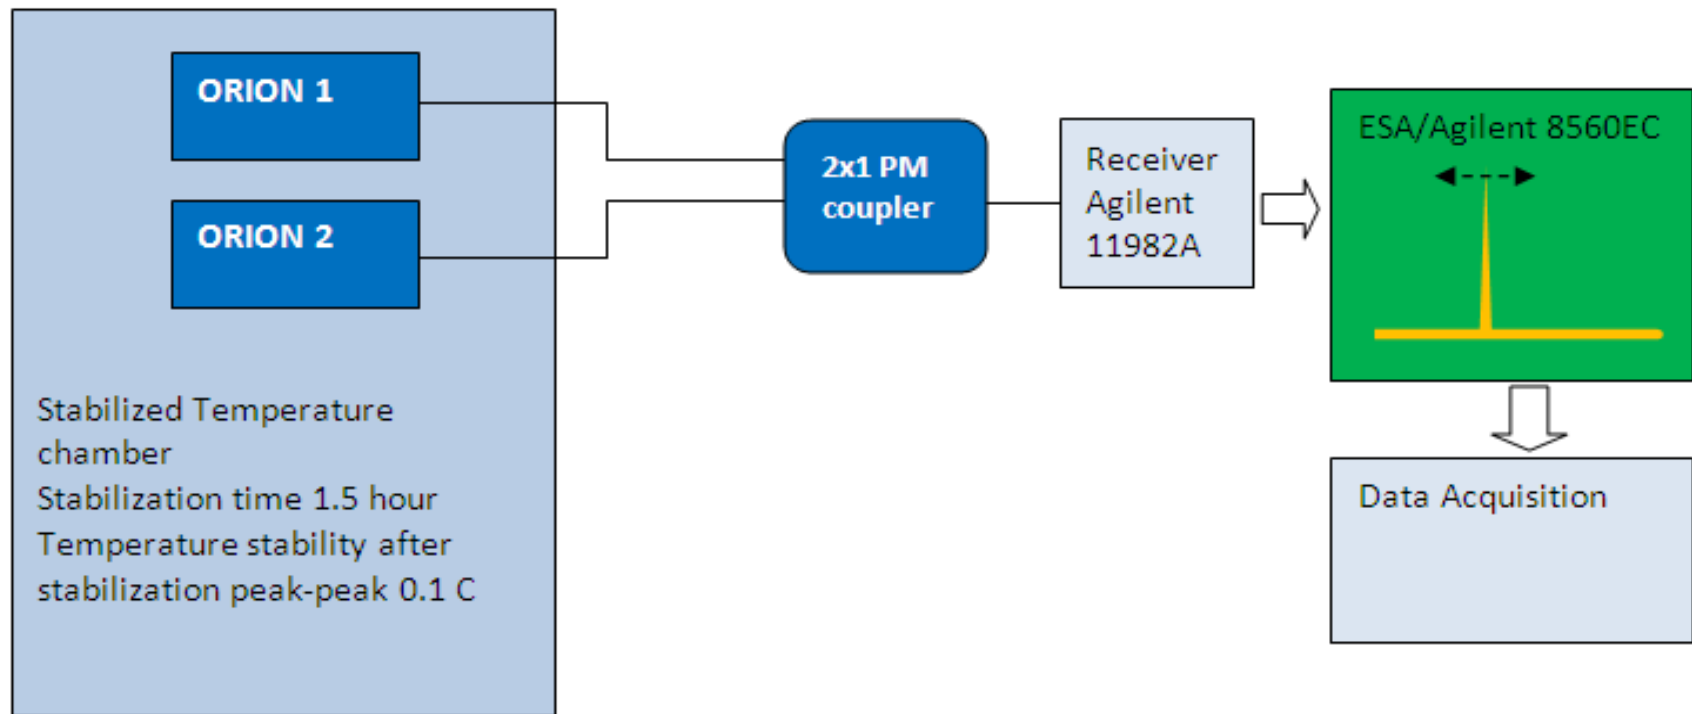 ORION 1
ORION 2
Stabilized Temperature
chamber
Stabilization time 1.5 hour
Temperature stability after
stabilization peak-peak 0.1 C
2x1 PM
coupler
Receiver
Agilent
11982A
ESA/Agilent 8560EC
Data Acquisition